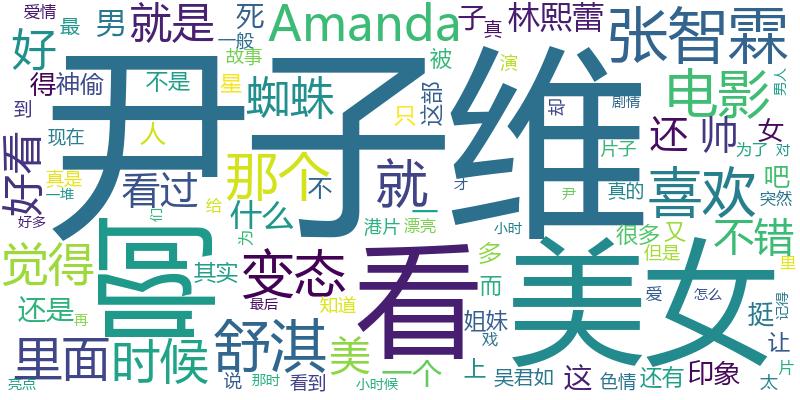 爱情
最
男
就是
死
Amanda
子
真
林熙蕾
张智霖
一般
故事
被
好
得
神偷
不是
星
蜘蛛
尹子维
演
这部
只
却
剧情
男人
电影
到
现在
人
好看
真是
一堆
看过
那个
不
就
还
帅
女
片子
为了
对
才
尹
真的
喜欢
吧
突然
好多
们
给
什么
一
港片
漂亮
小时
很多
又
不错
为
啊
觉得
其实
变态
看
多
而
美女
但是
里
还是
再
最后
知道
姐妹
戏
爱
怎么
挺
记得
里面
时候
舒淇
美
一个
上
吴君如
这
色情
还有
印象
让
片
太
亮点
说
那时
看到
小时候